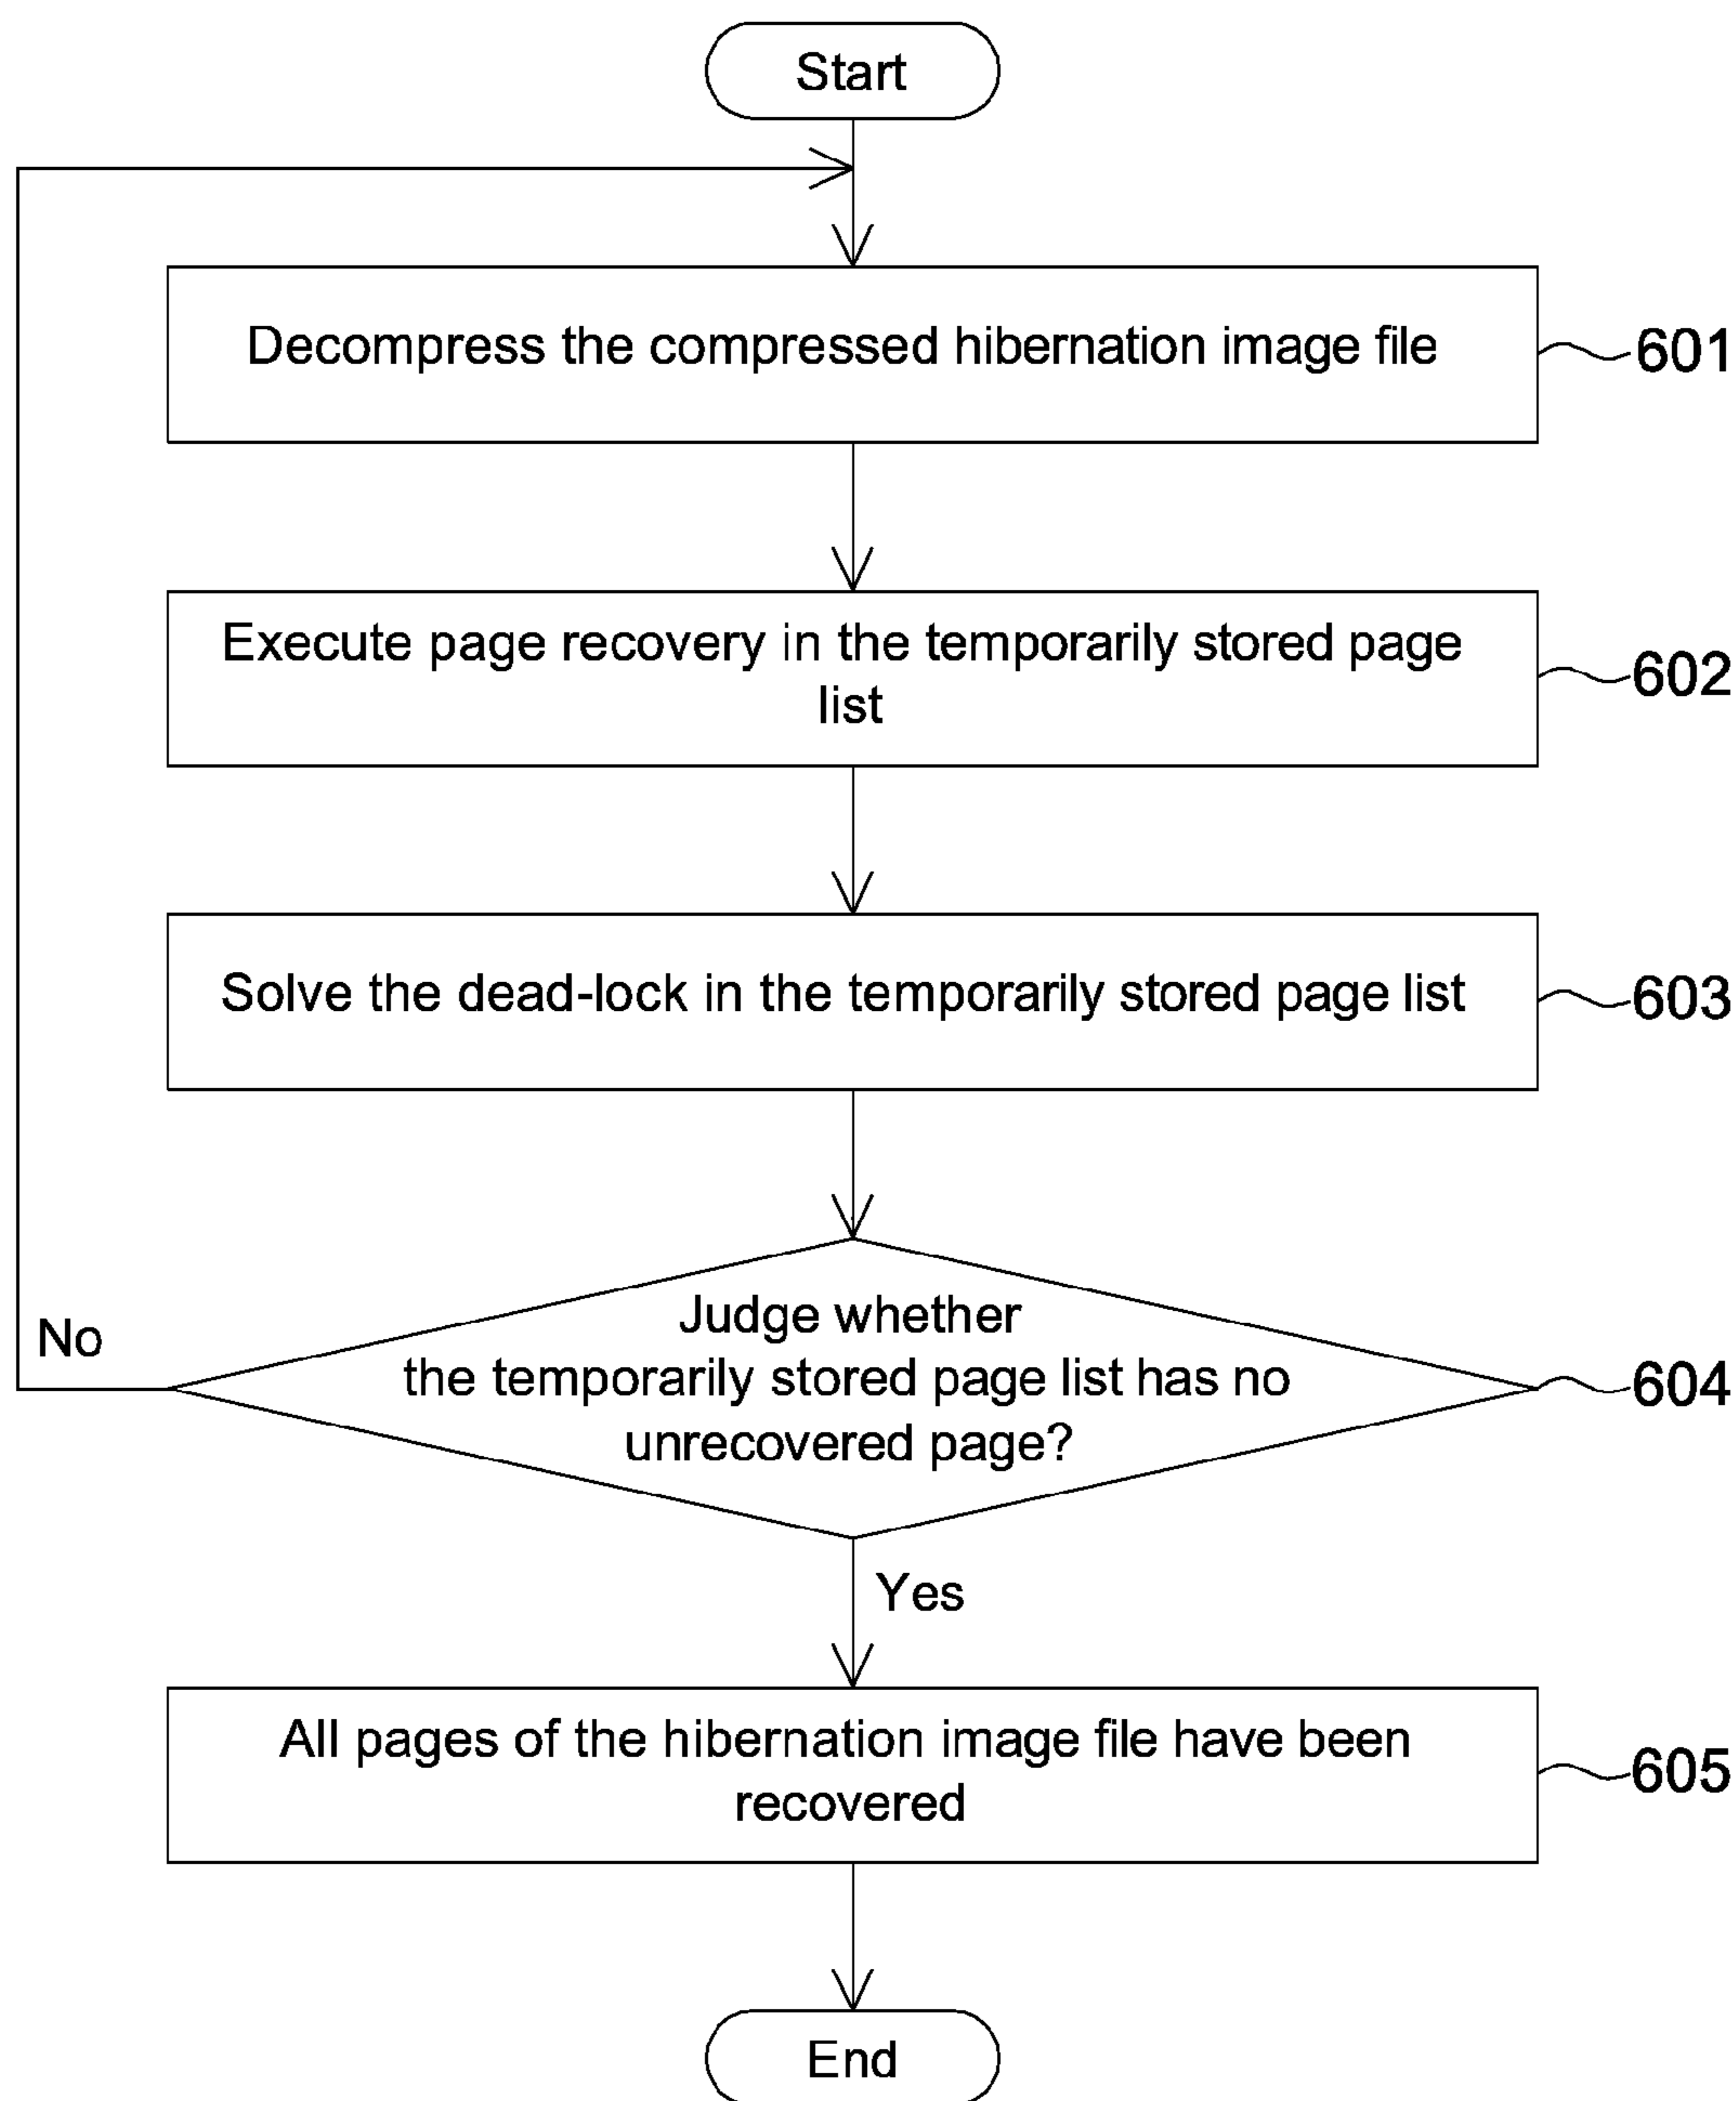 Start
Decompress the compressed hibernation image file
601
Execute page recovery in the temporarily stored page
list
602
Solve the dead-lock in the temporarily stored page list
603
Judge whether
the temporarily stored page list has no
unrecovered page?
604
No
Yes
All pages of the hibernation image file have been
recovered
605
End